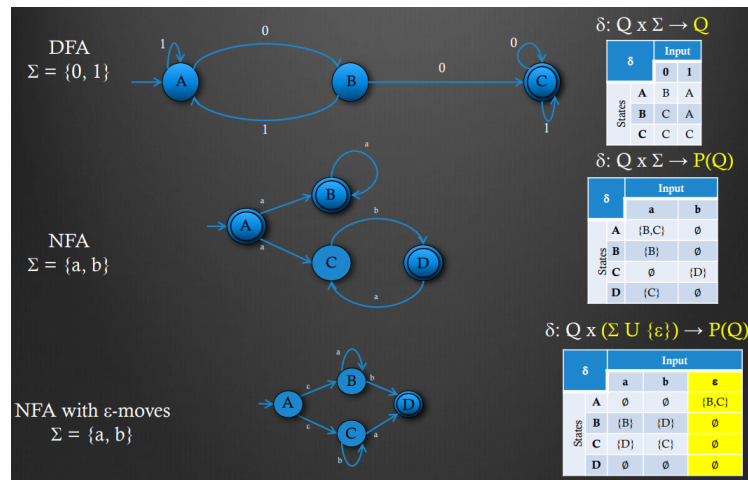 DFA
Σ = {0, 1}
1
0
A
B
0
0
C
1
1
δ: Q x Σ → Q
δ Input
0 1
States
A B A
B C A
C C C
NFA
Σ = {a, b}
a
B
a
A
b
a
C
D
a
δ: Q x Σ → P(Q)
δ Input
a b
States
A {B,C} ∅
B {B} ∅
C ∅ {D}
D {C} ∅
NFA with ε-moves
Σ = {a, b}
a
B
ε
b
A
D
ε
C
a
b
δ: Q x (Σ U {ε}) → P(Q)
δ Input
a b ε
States
A ∅ ∅ {B,C}
B {B} {D} ∅
C {D} {C} ∅
D ∅ ∅ ∅